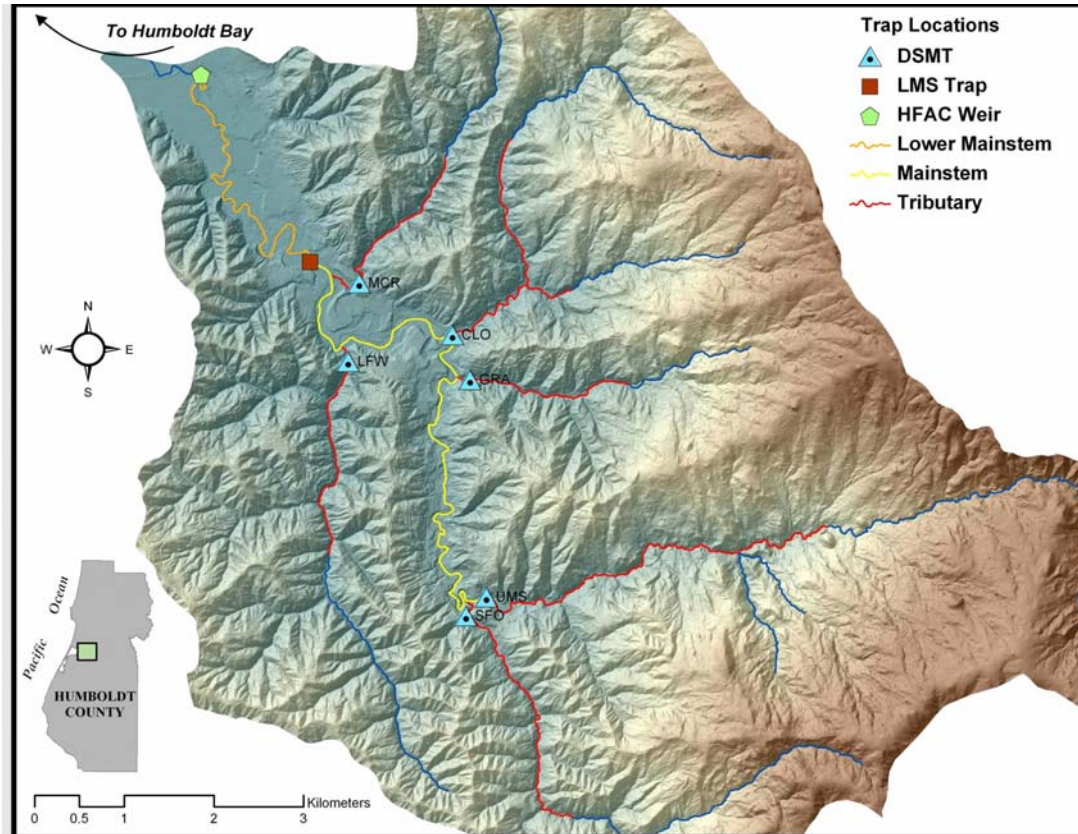 To Humboldt Bay
Trap Locations
DSMT
LMS Trap
HFAC Weir
Lower Mainstem
Mainstem
Tributary
MCR
CLO
LFW
GRA
UMS
SFO
N
W
E
S
Pacific
Ocean
HUMBOLDT
COUNTY
Kilometers
0 0.5 1 2 3